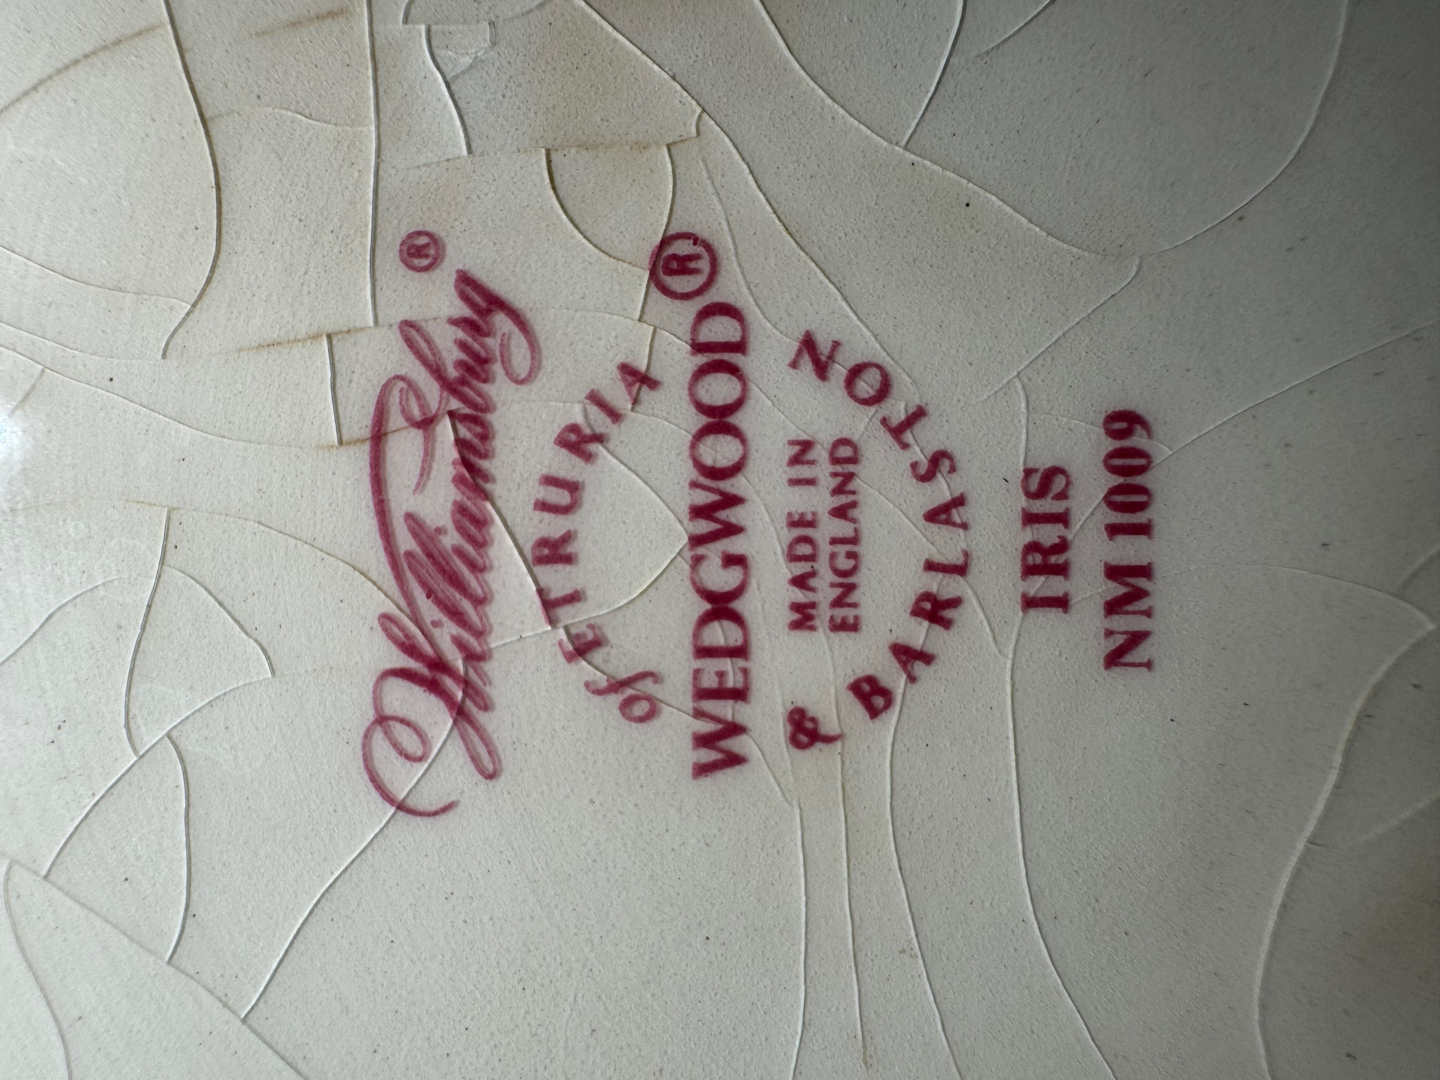 Williamsburg ®
of ETRURIA
WEDGWOOD ®
MADE IN
ENGLAND
& BARLASTON
IRIS
NM 1009